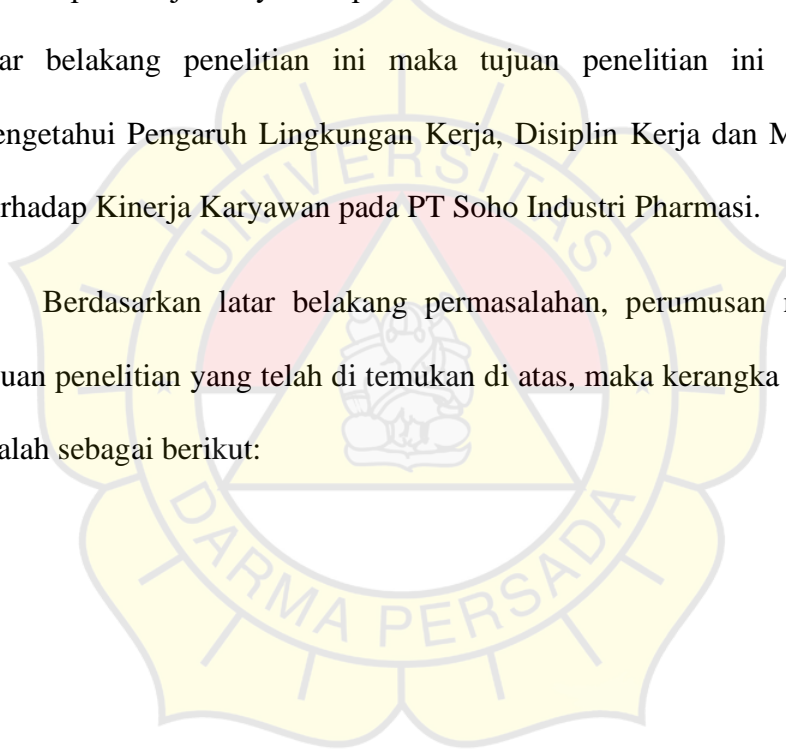 ar belakang penelitian ini maka tujuan penelitian ini
engetahui Pengaruh Lingkungan Kerja, Disiplin Kerja dan M
rhadap Kinerja Karyawan pada PT Soho Industri Pharmasi.
Berdasarkan latar belakang permasalahan, perumusan
uan penelitian yang telah di temukan di atas, maka kerangka
alah sebagai berikut:
UNIVERSITAS
DARMA PERSADA